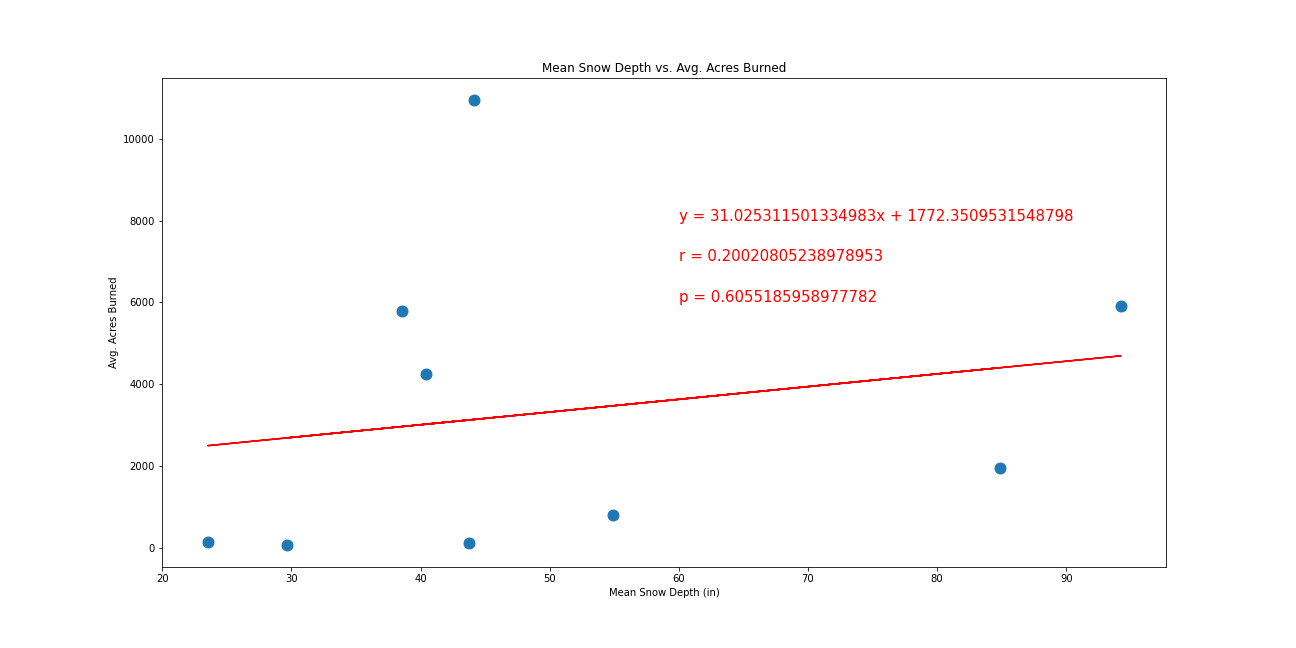 Mean Snow Depth vs. Avg. Acres Burned
10000
8000
6000
4000
2000
0
Avg. Acres Burned
y = 31.025311501334983x + 1772.3509531548798
r = 0.20020805238978953
p = 0.6055185958977782
20 30 40 50 60 70 80 90
Mean Snow Depth (in)